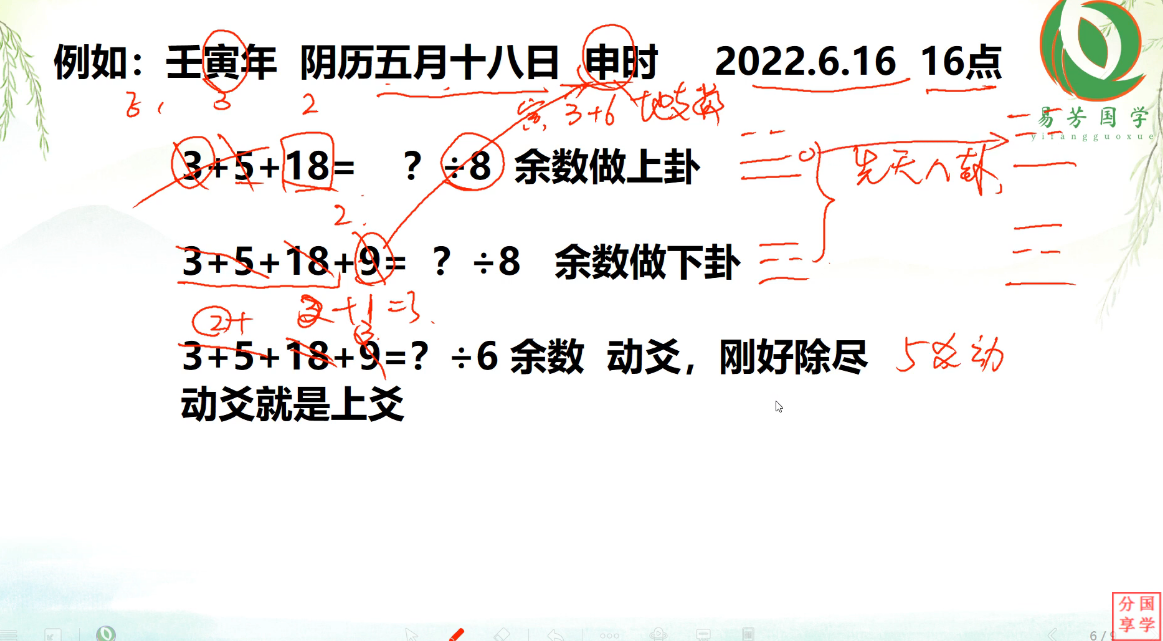 例如：壬寅年 阴历五月十八日 申时 2022.6.16 16点
2
寅 3+6 地支数
易芳国学
yifangguoxue
3+5+18= ？÷8 余数做上卦
先天八卦
2
3+5+18+9= ？÷8 余数做下卦
2+1=3
2+
3+5+18+9=？÷6 余数 动爻，刚好除尽
5爻动
动爻就是上爻
分国
享学